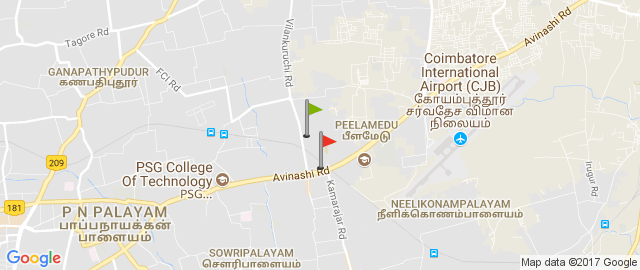 Tagore Rd
Vilankuruchi Rd
Avinashi Rd
GANAPATHYPUDUR
கணபதிபுதூர்
FCI Rd
Coimbatore
International
Airport (CJB)
கோயம்புத்தூர்
சர்வதேச விமான
நிலையம்
PEELAMEDU
பீளமேடு
209
PSG College
Of Technology
PSG...
Avinashi Rd
Irugur Rd
181
P N PALAYAM
பாப்பநாயக்கன்
பாளையம்
Kamarajar Rd
NEELIKONAMPALAYAM
நீளிக்கொணம்பாளையம்
SOWRIPALAYAM
சௌரிபாளையம்
Google
Map data ©2017 Google